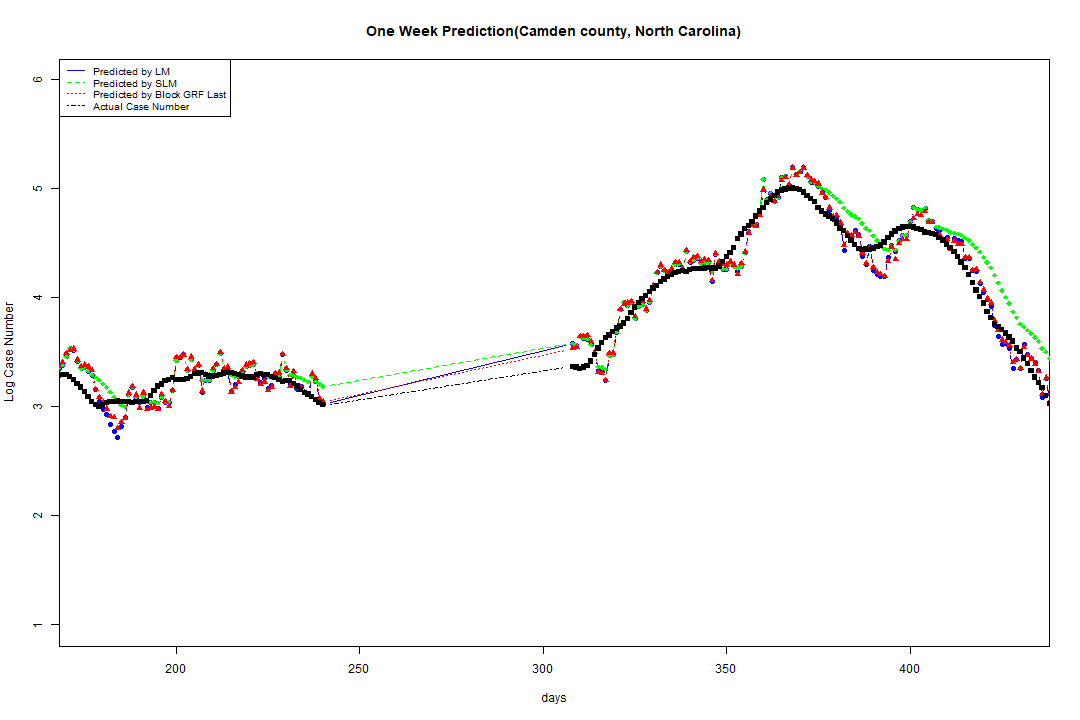 One Week Prediction(Camden county, North Carolina)
Predicted by LM
Predicted by SLM
Predicted by Block GRF Last
Actual Case Number
Log Case Number
6
5
4
3
2
1
200
250
300
350
400
days